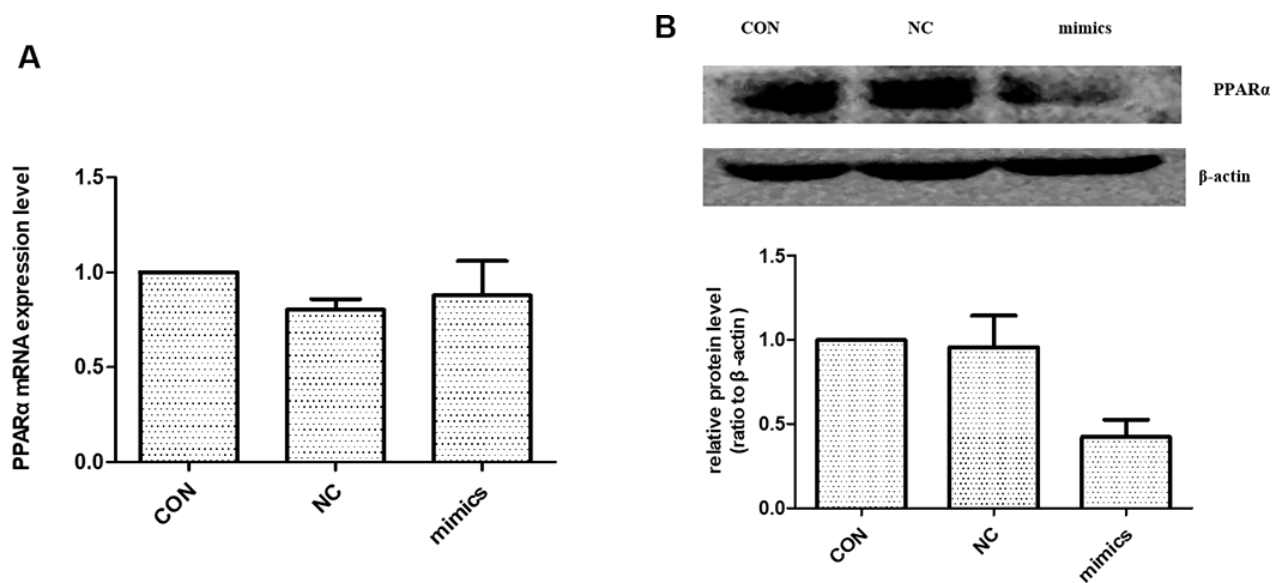 A
PPARα mRNA expression level
1.5
1.0
0.5
0.0
CON
NC
mimics
B
CON
NC
mimics
PPARα
β-actin
relative protein level
(ratio to β -actin )
1.5
1.0
0.5
0.0
CON
NC
mimics